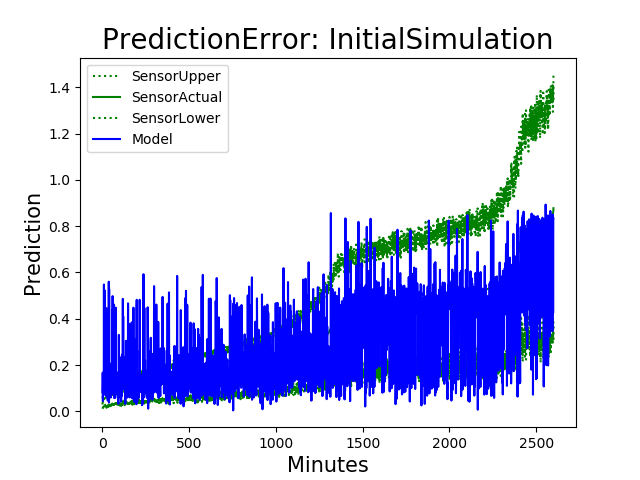 PredictionError: InitialSimulation
SensorUpper
SensorActual
SensorLower
Model
1.4
1.2
1.0
0.8
0.6
0.4
0.2
0.0
Prediction
0 500 1000 1500 2000 2500
Minutes